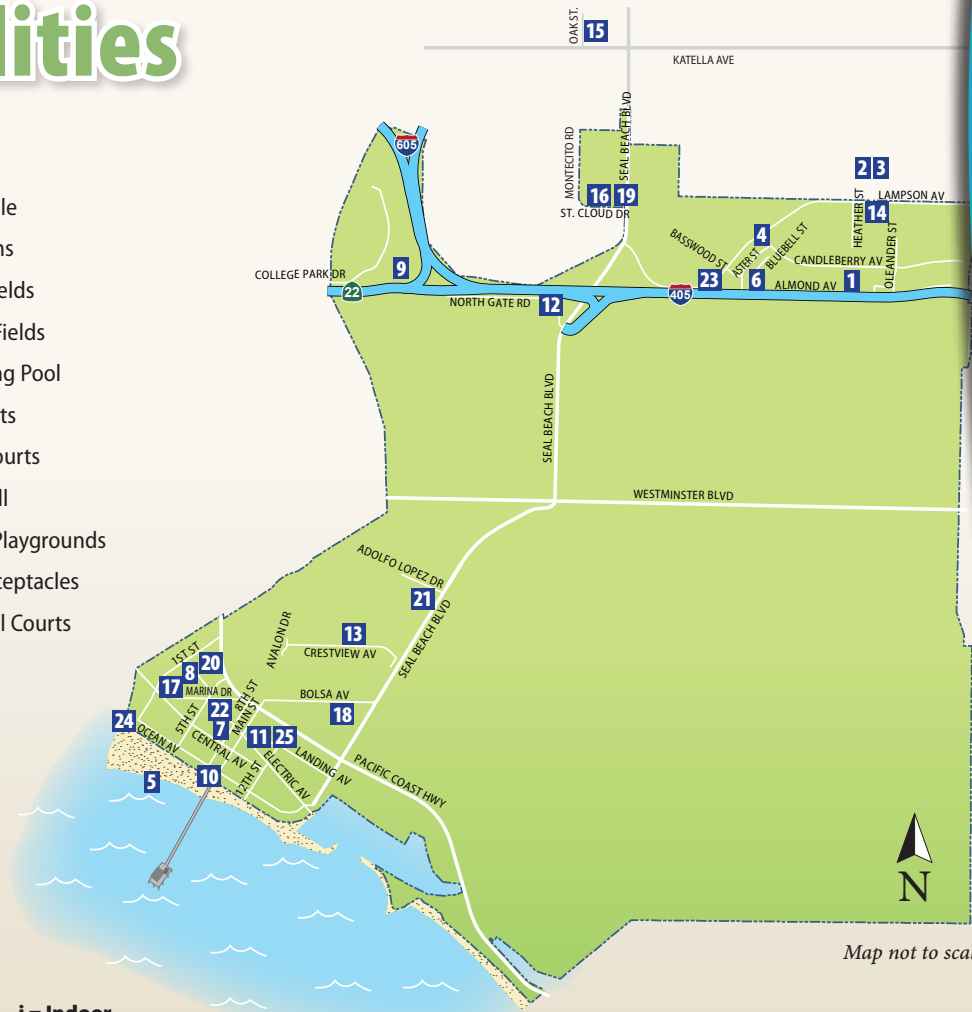 lities
le
ns
elds
Fields
ng Pool
ts
ourts
ll
Playgrounds
ceptacles
l Courts
i = Indoor
OAK ST.
15
KATELLA AVE
605
MONTECITO RD
SEAL BEACH BLVD
16 19
ST. CLOUD DR
2 3
LAMPSON AV
HEATHER ST
14
OLEANDER ST
4
BASSWOOD ST
ASTER ST
BLUEBELL ST
CANDLEBERRY AV
23
6
ALMOND AV
1
9
COLLEGE PARK DR
22
NORTH GATE RD
12
405
SEAL BEACH BLVD
WESTMINSTER BLVD
ADOLFO LOPEZ DR
21
SEAL BEACH BLVD
AVALON DR
13
CRESTVIEW AV
1ST ST
20
8
17
MARINA DR
8TH ST
MAIN ST
BOLSA AV
18
22
7
5TH ST
24
OCEAN AV
CENTRAL AV
11 25
LANDING AV
ELECTRIC AV
12TH ST
PACIFIC COAST HWY
10
5
N
Map not to scal